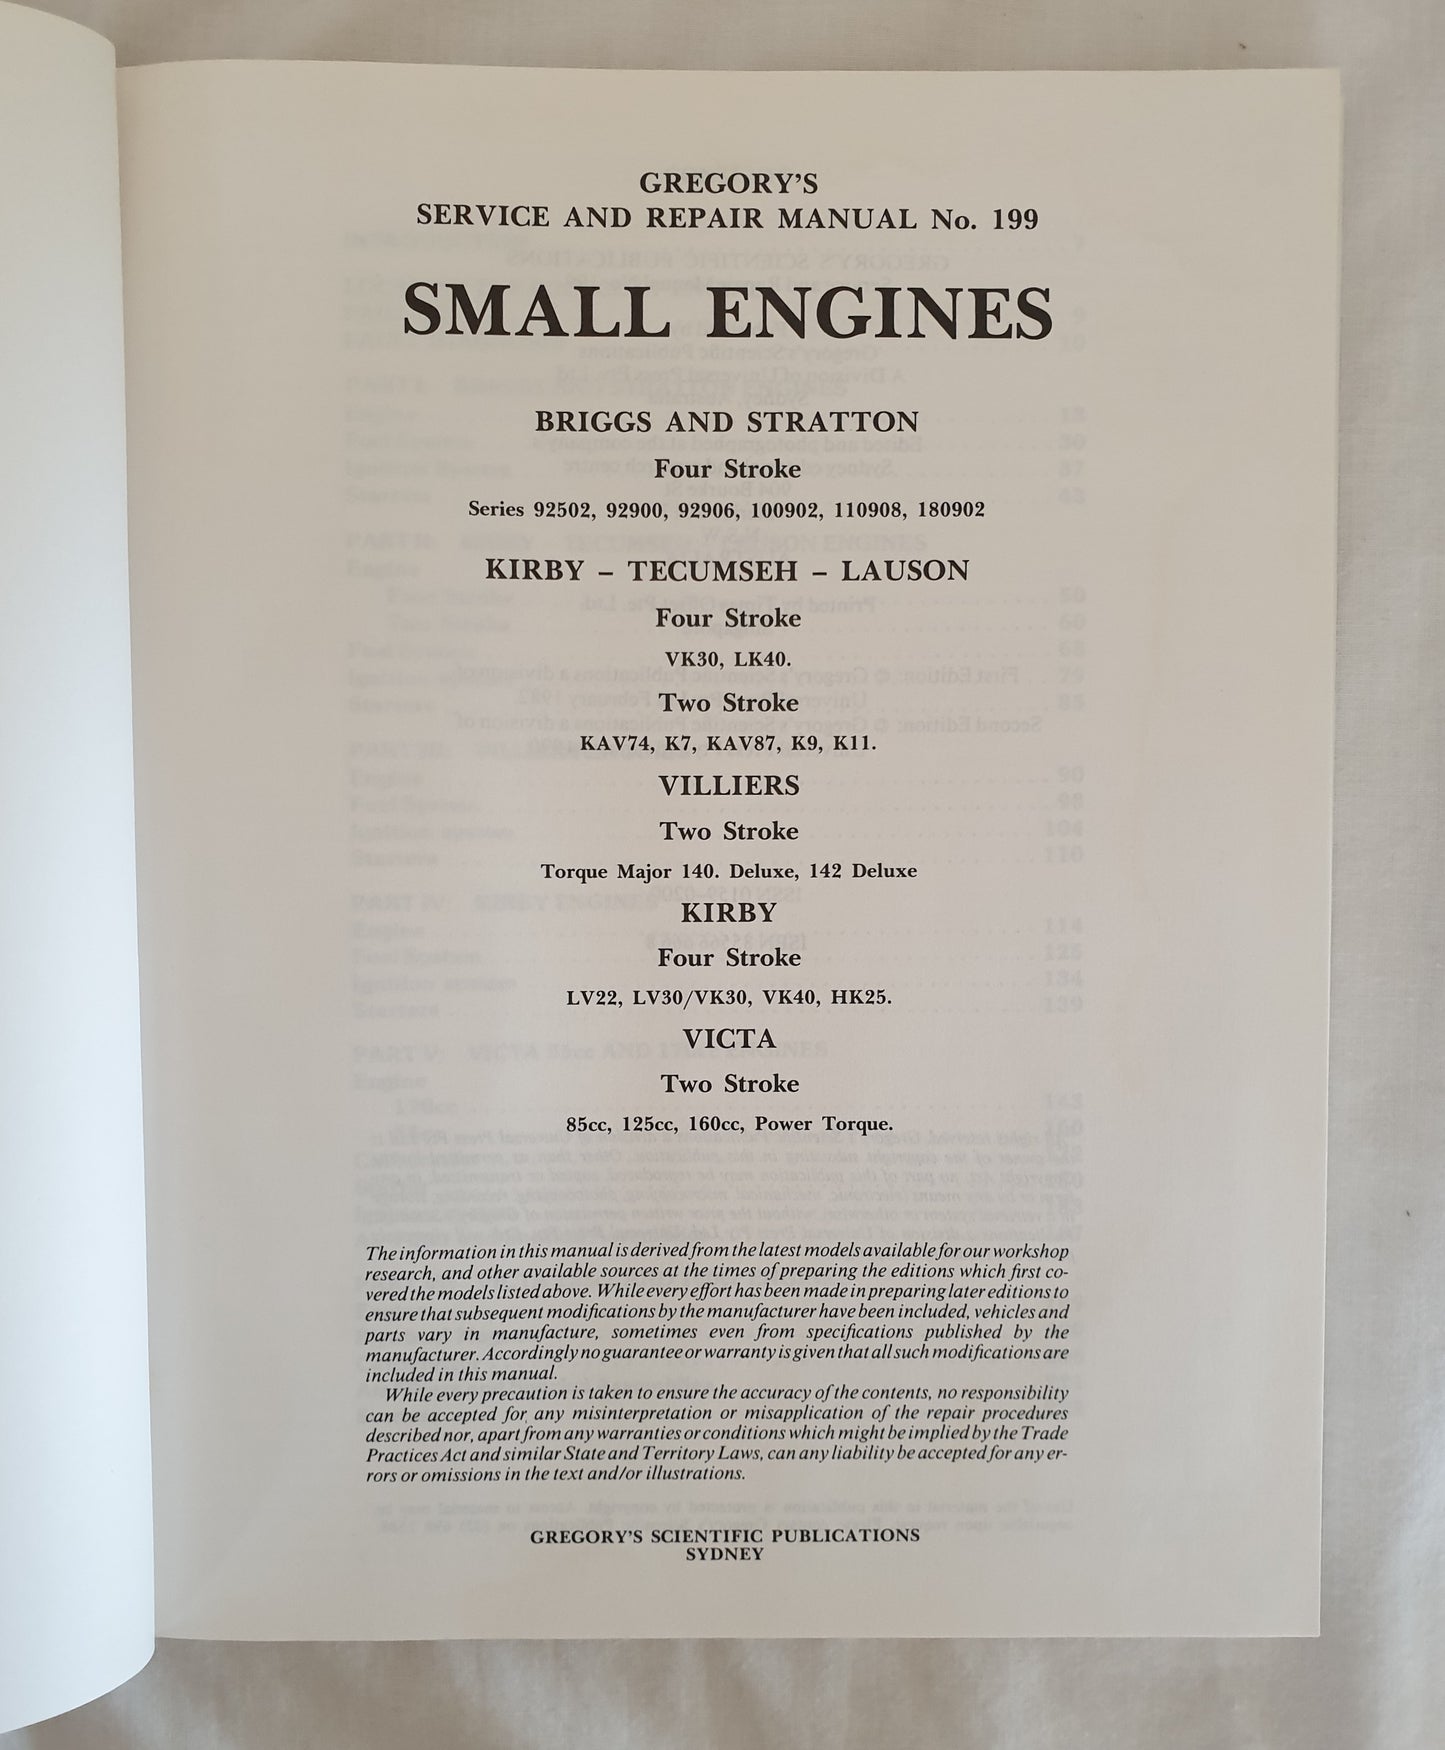 GREGORY'S
SERVICE AND REPAIR MANUAL No. 199
SMALL ENGINES
BRIGGS AND STRATTON
Four Stroke
Series 92502, 92900, 92906, 100902, 110908, 180902
KIRBY – TECUMSEH – LAUSON
Four Stroke
VK30, LK40.
Two Stroke
KAV74, K7, KAV87, K9, K11.
VILLIERS
Two Stroke
Torque Major 140. Deluxe, 142 Deluxe
KIRBY
Four Stroke
LV22, LV30/VK30, VK40, HK25.
VICTA
Two Stroke
85cc, 125cc, 160cc, Power Torque.
The information in this manual is derived from the latest models available for our workshop
research, and other available sources at the times of preparing the editions which first co-
vered the models listed above. While every effort has been made in preparing later editions to
ensure that subsequent modifications by the manufacturer have been included, vehicles and
parts vary in manufacture, sometimes even from specifications published by the
manufacturer. Accordingly no guarantee or warranty is given that all such modifications are
included in this manual.
While every precaution is taken to ensure the accuracy of the contents, no responsibility
can be accepted for any misinterpretation or misapplication of the repair procedures
described nor, apart from any warranties or conditions which might be implied by the Trade
Practices Act and similar State and Territory Laws, can any liability be accepted for any er-
rors or omissions in the text and/or illustrations.
GREGORY'S SCIENTIFIC PUBLICATIONS
SYDNEY